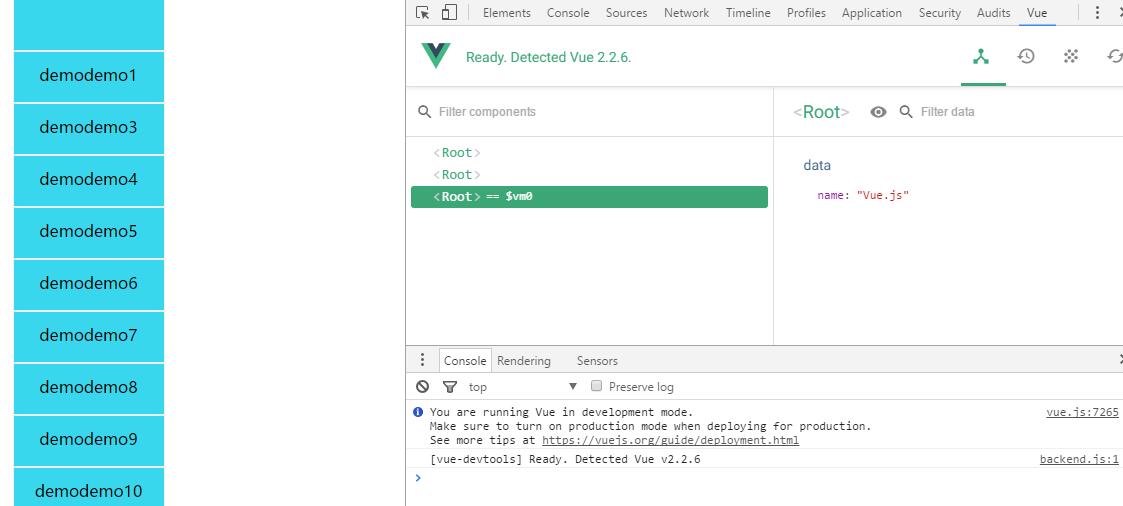 demodemo1
demodemo3
demodemo4
demodemo5
demodemo6
demodemo7
demodemo8
demodemo9
demodemo10
Elements Console Sources Network Timeline Profiles Application Security Audits Vue
Ready. Detected Vue 2.2.6.
Filter components
<Root>
<Root>
<Root> == $vm0
<Root> Filter data
data
name: "Vue.js"
Console Rendering Sensors
top Preserve log
You are running Vue in development mode. vue.js:7265
Make sure to turn on production mode when deploying for production.
See more tips at https://vuejs.org/guide/deployment.html
[vue-devtools] Ready. Detected Vue v2.2.6 backend.js:1